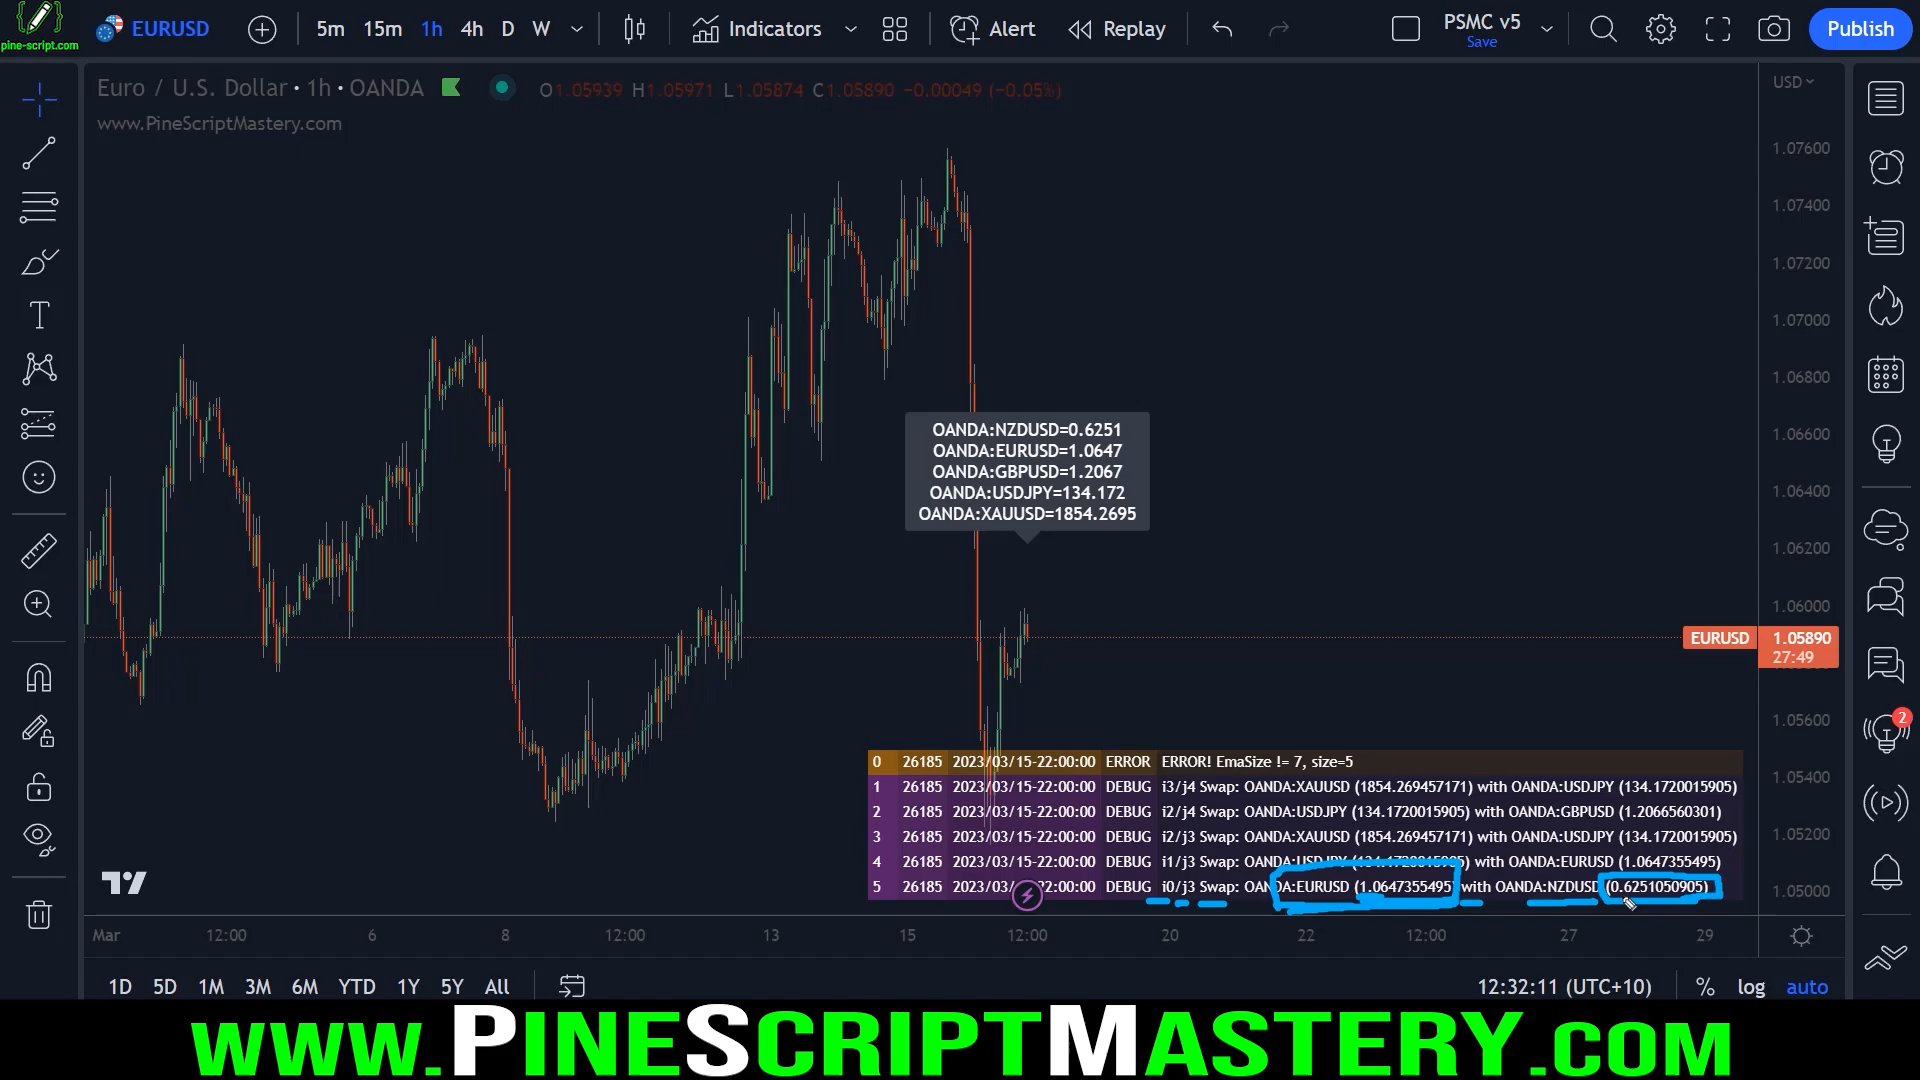 pine-script.com
EURUSD
5m 15m 1h 4h D W
Indicators
Alert
Replay
PSMC v5
Save
Publish
Euro / U.S. Dollar · 1h · OANDA
O1.05939 H1.05971 L1.05874 C1.05890 −0.00049 (−0.05%)
www.PineScriptMastery.com
USD
1.07600
1.07400
1.07200
1.07000
1.06800
1.06600
1.06400
1.06200
1.06000
EURUSD 1.05890
27:49
1.05600
1.05400
1.05200
1.05000
OANDA:NZDUSD=0.6251
OANDA:EURUSD=1.0647
OANDA:GBPUSD=1.2067
OANDA:USDJPY=134.172
OANDA:XAUUSD=1854.2695
2
0 26185 2023/03/15-22:00:00 ERROR ERROR! EmaSize != 7, size=5
1 26185 2023/03/15-22:00:00 DEBUG i3/j4 Swap: OANDA:XAUUSD (1854.269457171) with OANDA:USDJPY (134.1720015905)
2 26185 2023/03/15-22:00:00 DEBUG i2/j4 Swap: OANDA:USDJPY (134.1720015905) with OANDA:GBPUSD (1.2066560301)
3 26185 2023/03/15-22:00:00 DEBUG i2/j3 Swap: OANDA:XAUUSD (1854.269457171) with OANDA:USDJPY (134.1720015905)
4 26185 2023/03/15-22:00:00 DEBUG i1/j3 Swap: OANDA:USDJPY (134.1720015905) with OANDA:EURUSD (1.0647355495)
5 26185 2023/03/15-22:00:00 DEBUG i0/j3 Swap: OANDA:EURUSD (1.0647355495) with OANDA:NZDUSD (0.6251050905)
Mar 12:00 6 8 12:00 13 15 12:00 20 22 12:00 27 29
1D 5D 1M 3M 6M YTD 1Y 5Y All
12:32:11 (UTC+10) % log auto
www.PineScriptMastery.com